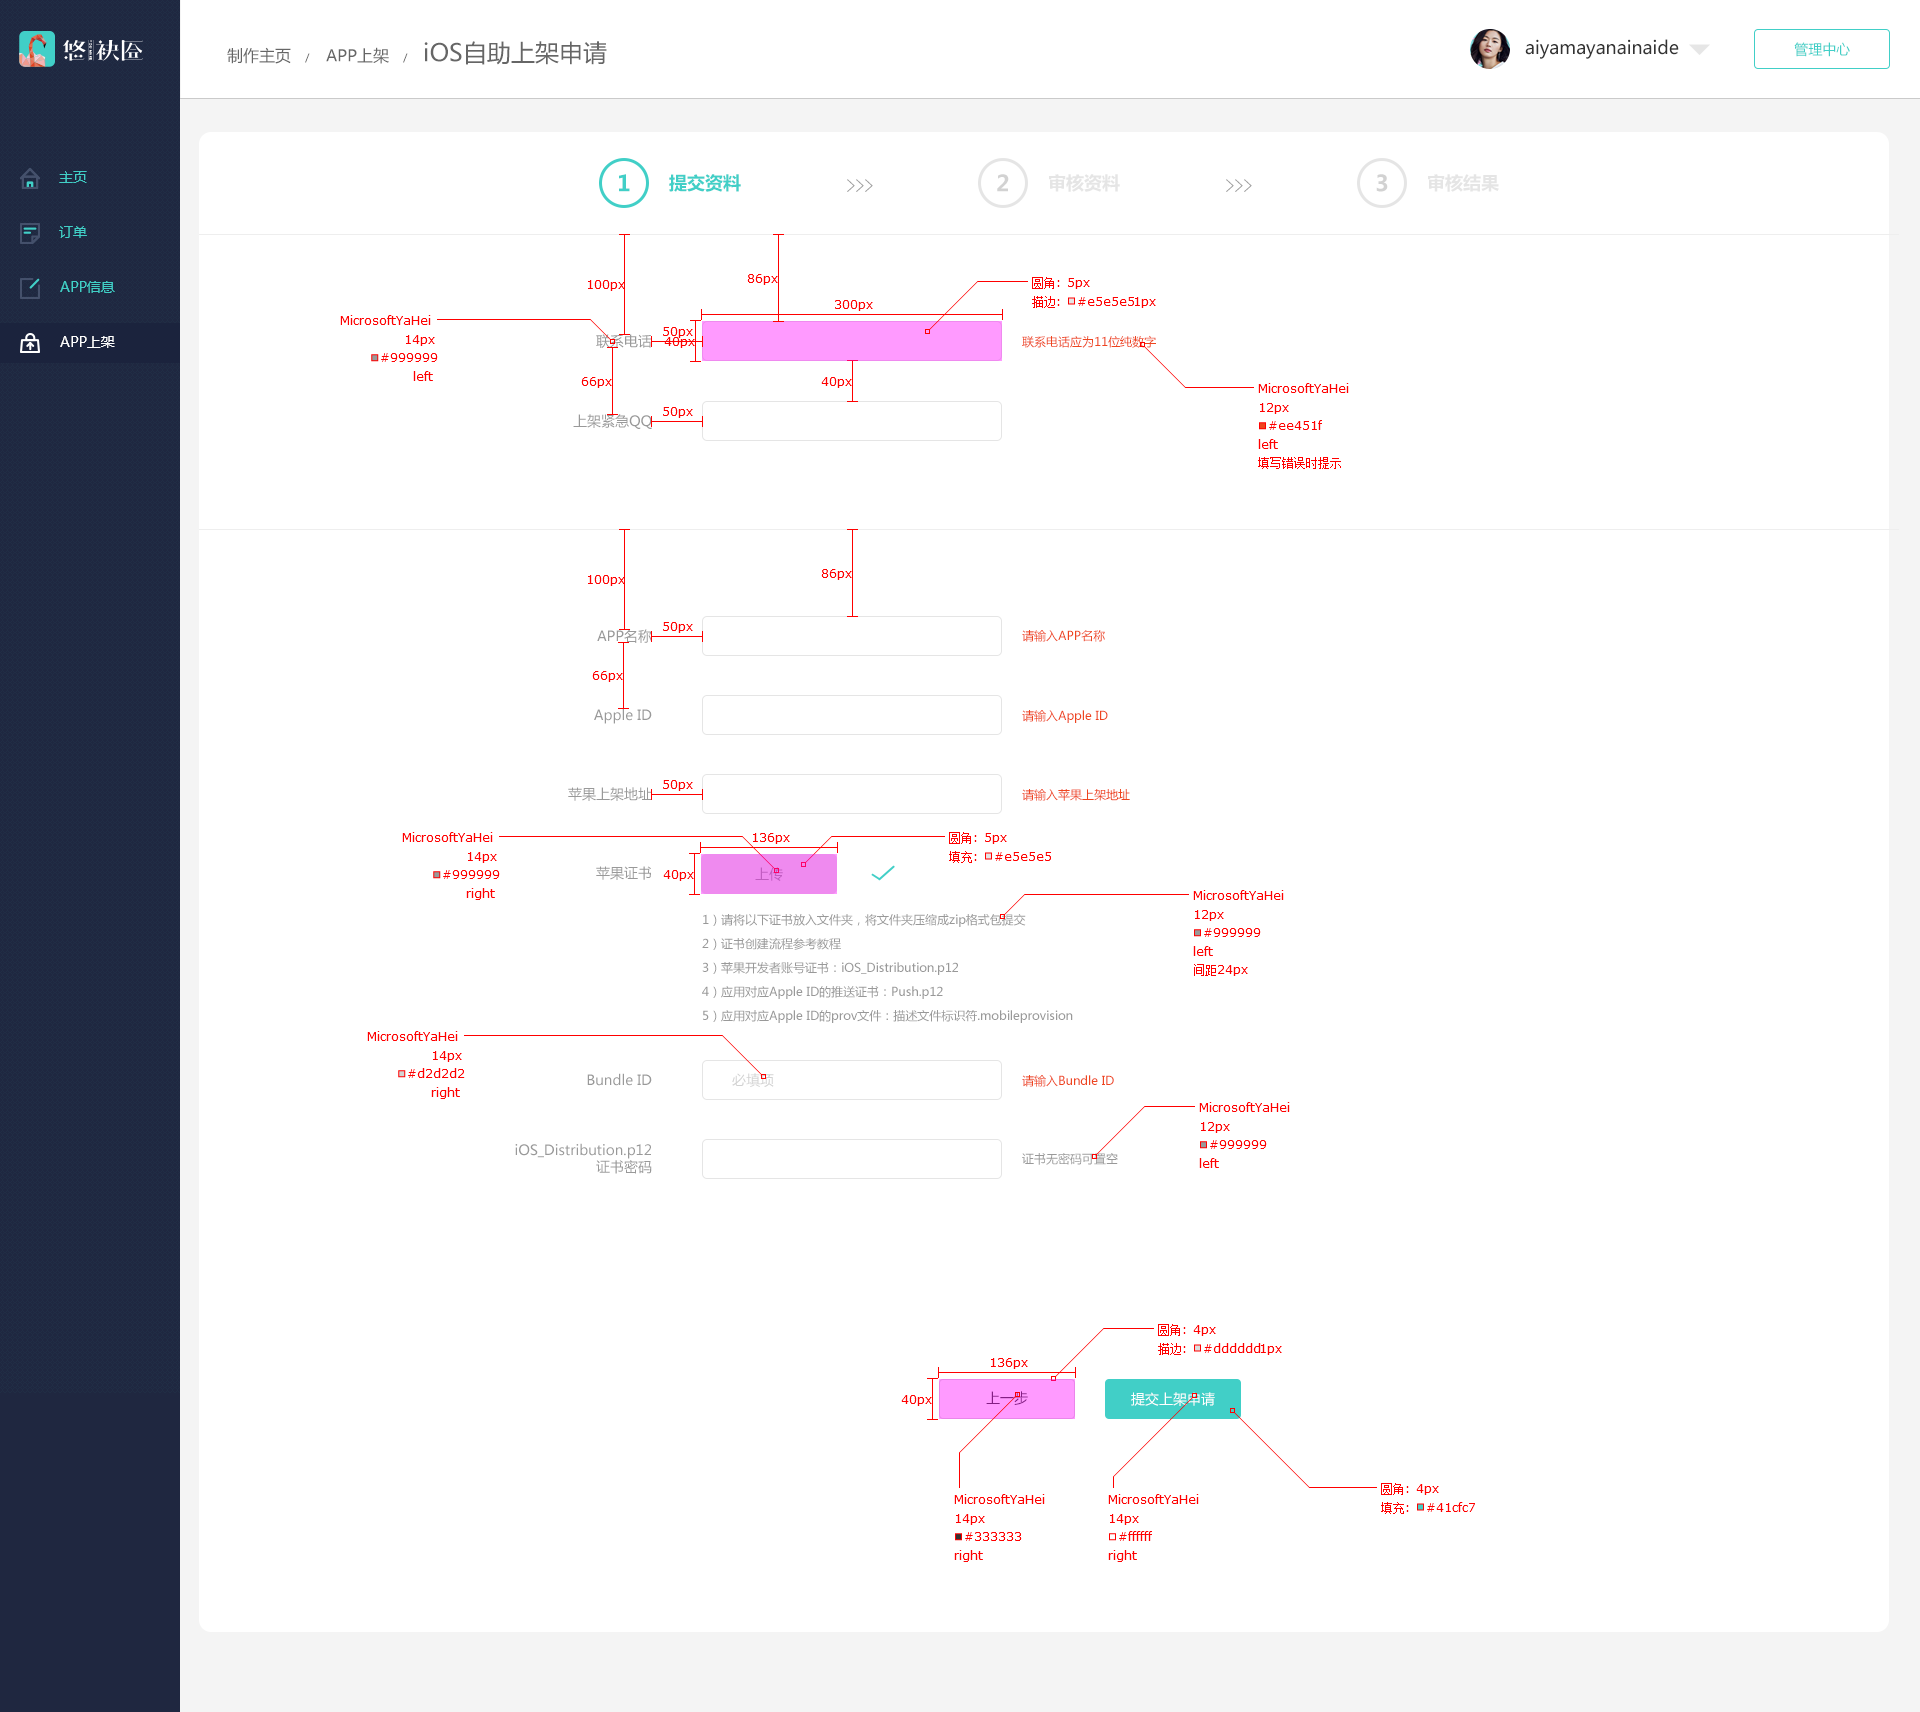 悠袂
制作主页 / APP上架 / iOS自助上架申请
aiyamayanainaide
管理中心
主页
订单
APP信息
APP上架
1 提交资料
2 审核资料
3 审核结果
100px
86px
圆角: 5px
描边: #e5e5e51px
300px
MicrosoftYaHei
14px
#999999
left
50px
40px
联系电话
联系电话应为11位纯数字
66px
40px
MicrosoftYaHei
12px
#ee451f
left
填写错误时提示
50px
上架紧急QQ
100px
86px
50px
APP名称
请输入APP名称
66px
Apple ID
请输入Apple ID
50px
苹果上架地址
请输入苹果上架地址
MicrosoftYaHei
14px
#999999
right
136px
圆角: 5px
填充: #e5e5e5
苹果证书
40px
上传
MicrosoftYaHei
12px
#999999
left
间距24px
1）请将以下证书放入文件夹，将文件夹压缩成zip格式包提交
2）证书创建流程参考教程
3）苹果开发者账号证书：iOS_Distribution.p12
4）应用对应Apple ID的推送证书：Push.p12
5）应用对应Apple ID的prov文件：描述文件标识符.mobileprovision
MicrosoftYaHei
14px
#d2d2d2
right
Bundle ID
必填项
请输入Bundle ID
MicrosoftYaHei
12px
#999999
left
iOS_Distribution.p12
证书密码
证书无密码可置空
圆角: 4px
描边: #dddddd1px
136px
40px
上一步
提交上架申请
MicrosoftYaHei
14px
#333333
right
MicrosoftYaHei
14px
#ffffff
right
圆角: 4px
填充: #41cfc7